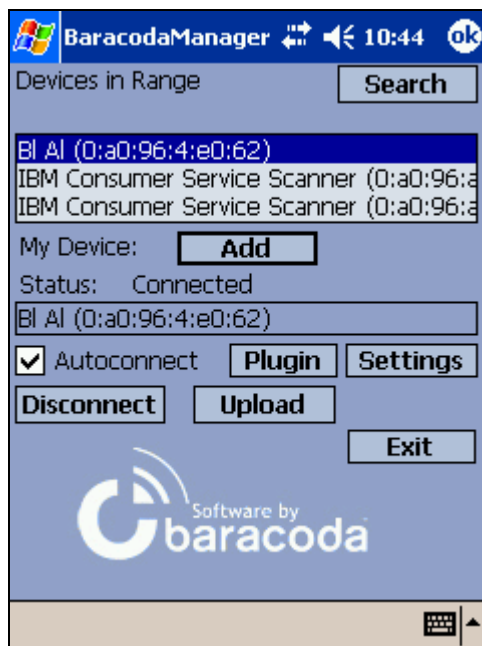 BaracodaManager 10:44 ok
Devices in Range Search
Bl Al (0:a0:96:4:e0:62)
IBM Consumer Service Scanner (0:a0:96:a
IBM Consumer Service Scanner (0:a0:96:a
My Device: Add
Status: Connected
Bl Al (0:a0:96:4:e0:62)
Autoconnect Plugin Settings
Disconnect Upload
Exit
Software by
baracoda